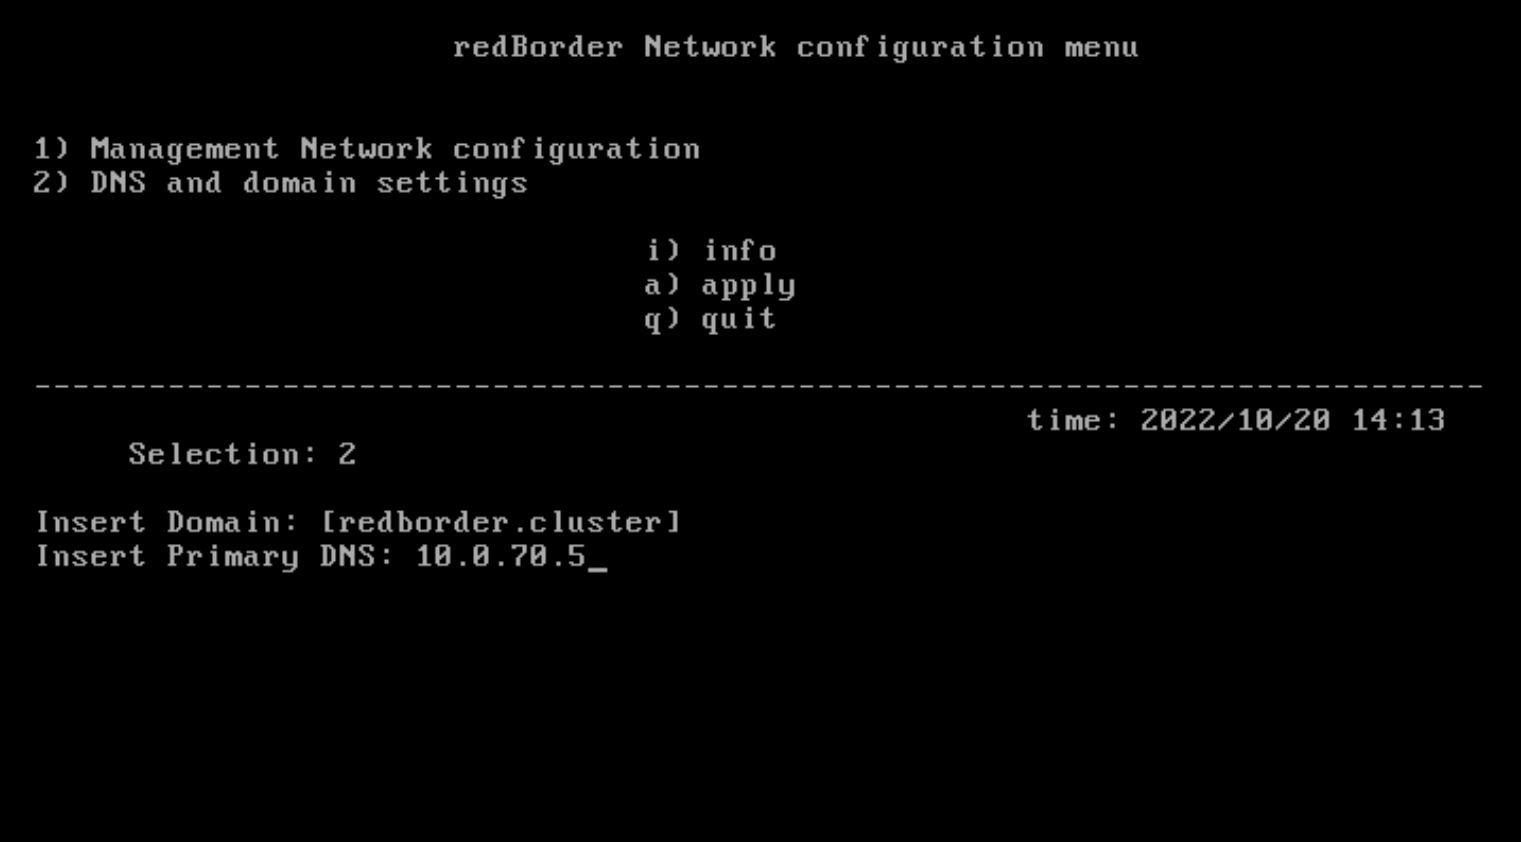 redBorder Network configuration menu
1) Management Network configuration
2) DNS and domain settings
i) info
a) apply
q) quit
--------------------------------------------------------------------------------
time: 2022/10/20 14:13
Selection: 2
Insert Domain: [redborder.cluster]
Insert Primary DNS: 10.0.70.5_